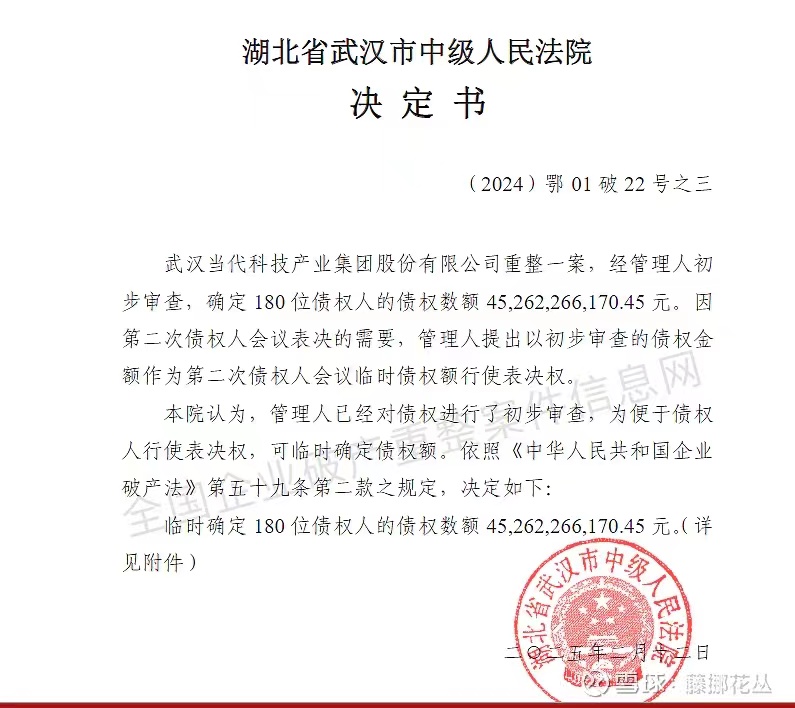 湖北省武汉市中级人民法院
决 定 书
（2024）鄂 01 破 22 号之三
武汉当代科技产业集团股份有限公司重整一案，经管理人初
步审查，确定 180 位债权人的债权数额 45,262,266,170.45 元。因
第二次债权人会议表决的需要，管理人提出以初步审查的债权金
额作为第二次债权人会议临时债权额行使表决权。
本院认为，管理人已经对债权进行了初步审查，为便于债权
人行使表决权，可临时确定债权额。依照《中华人民共和国企业
破产法》第五十九条第二款之规定，决定如下：
临时确定 180 位债权人的债权数额 45,262,266,170.45 元。（详
见附件）
全国企业破产重整案件信息网
湖北省武汉市中级人民法院
二〇二五年二月 二日
雪球：藤挪花丛